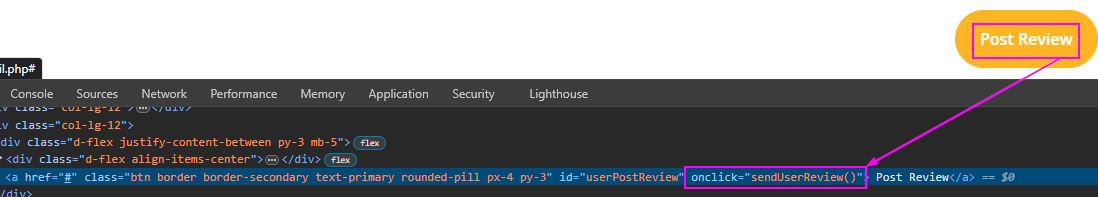 Post Review
il.php#
Console Sources Network Performance Memory Application Security Lighthouse
iv class="col-lg-12"> ⋯ </div>
iv class="col-lg-12">
div class="d-flex justify-content-between py-3 mb-5"> flex
<div class="d-flex align-items-center"> ⋯ </div> flex
<a href="#" class="btn border border-secondary text-primary rounded-pill px-4 py-3" id="userPostReview" onclick="sendUserReview()"> Post Review</a> == $0
</div>